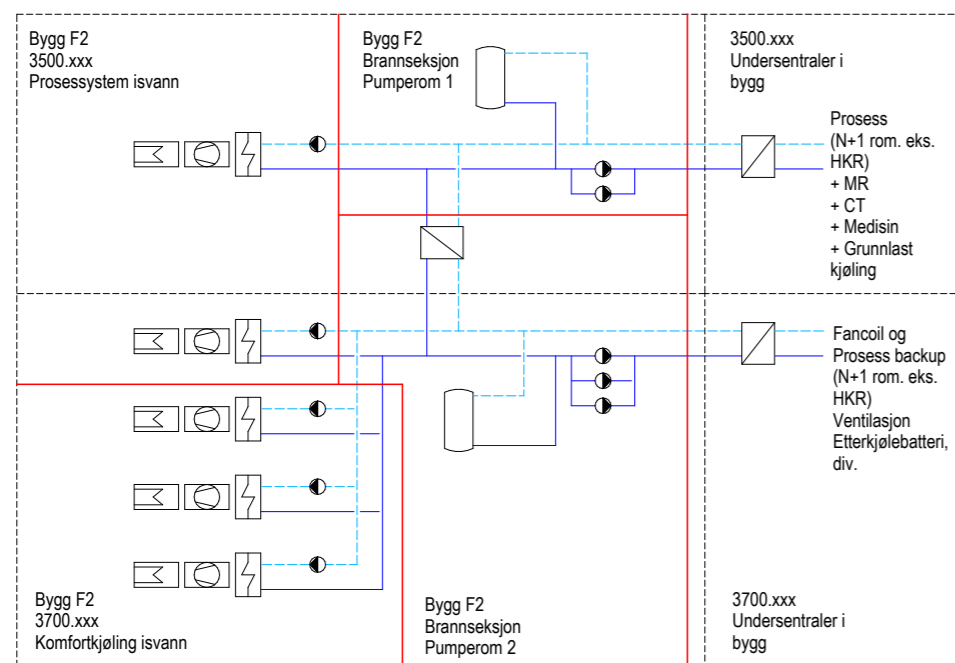 Bygg F2
3500.xxx
Prosessystem isvann
Bygg F2
Brannseksjon
Pumperom 1
3500.xxx
Undersentraler i
bygg
Prosess
(N+1 rom. eks.
HKR)
+ MR
+ CT
+ Medisin
+ Grunnlast
kjøling
Fancoil og
Prosess backup
(N+1 rom. eks.
HKR)
Ventilasjon
Etterkjølebatteri,
div.
Bygg F2
3700.xxx
Komfortkjøling isvann
Bygg F2
Brannseksjon
Pumperom 2
3700.xxx
Undersentraler i
bygg